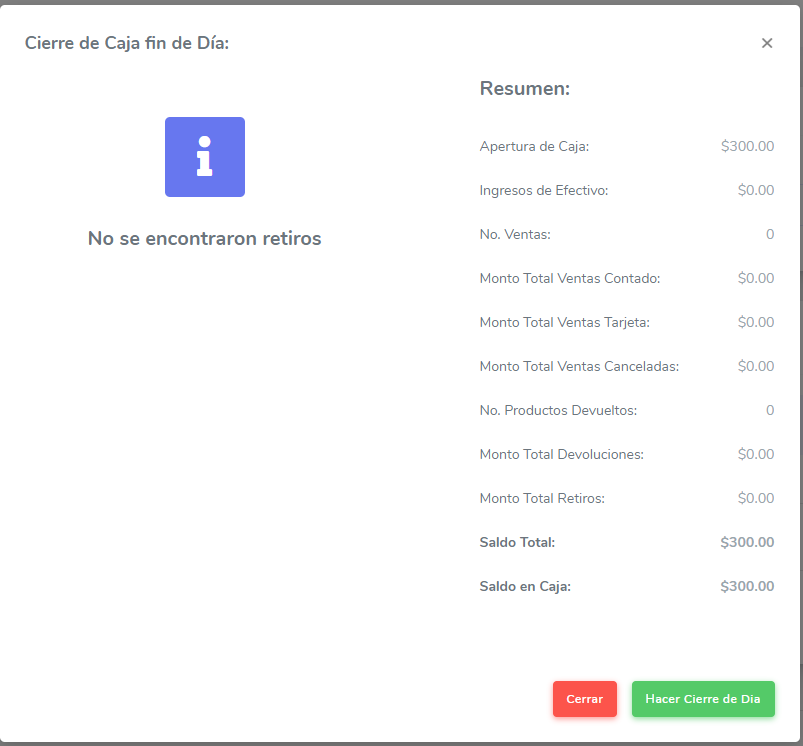 Cierre de Caja fin de Día:
×
No se encontraron retiros
Resumen:
Apertura de Caja: $300.00
Ingresos de Efectivo: $0.00
No. Ventas: 0
Monto Total Ventas Contado: $0.00
Monto Total Ventas Tarjeta: $0.00
Monto Total Ventas Canceladas: $0.00
No. Productos Devueltos: 0
Monto Total Devoluciones: $0.00
Monto Total Retiros: $0.00
Saldo Total: $300.00
Saldo en Caja: $300.00
Cerrar Hacer Cierre de Dia